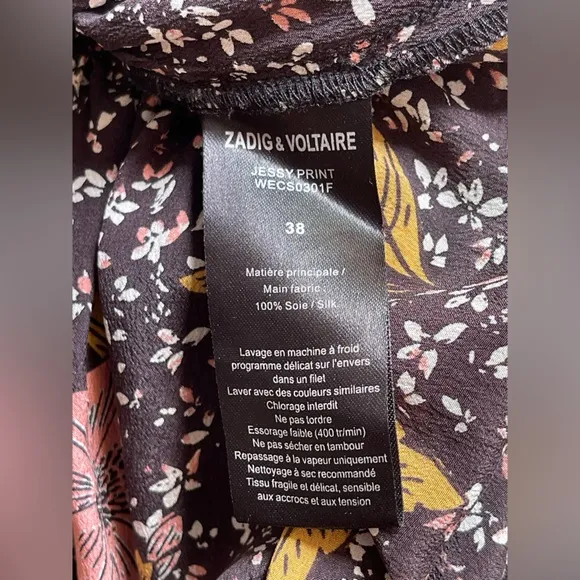 ZADIG & VOLTAIRE
JESSY PRINT
WECS0301F
38
Matière principale /
Main fabric :
100% Soie / Silk
Lavage en machine à froid
programme délicat sur l'envers
dans un filet
Laver avec des couleurs similaires
Chlorage interdit
Ne pas tordre
Essorage faible (400 tr/min)
Ne pas sécher en tambour
Repassage à la vapeur uniquement
Nettoyage à sec recommandé
Tissu fragile et délicat, sensible
aux accrocs et aux tension